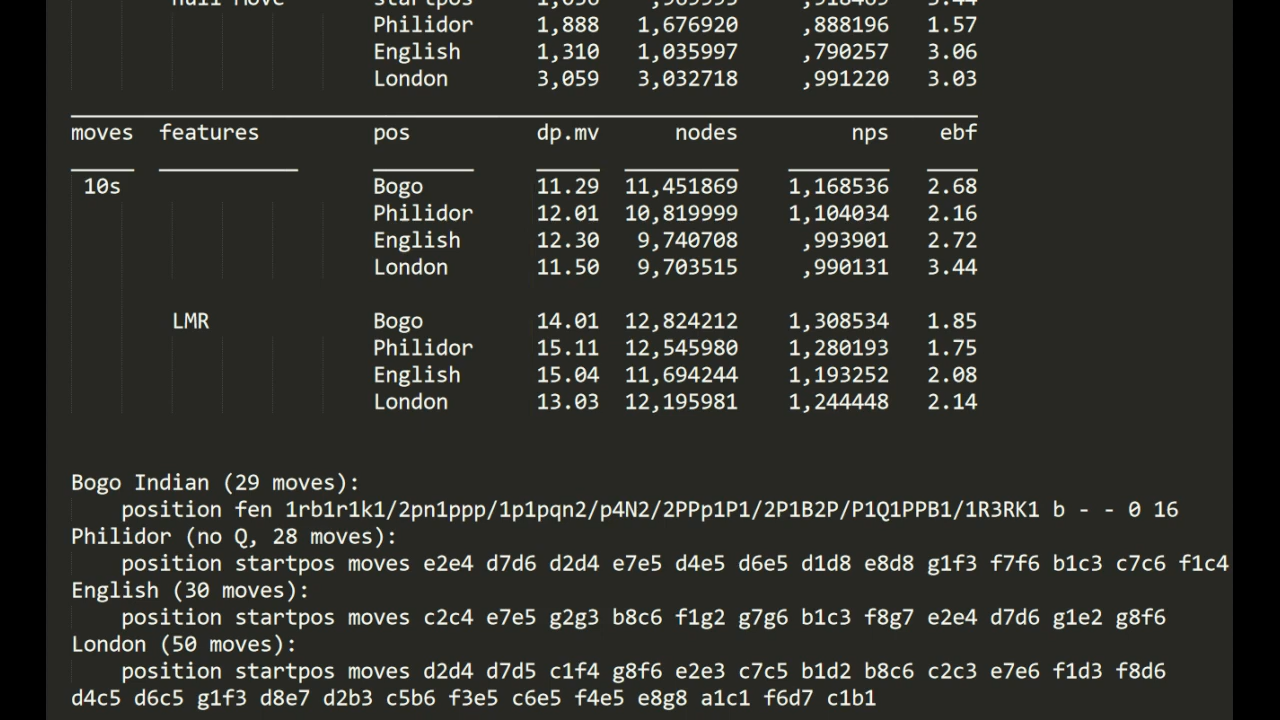 Null Move startpos
Philidor 1,888 1,676920 ,888196 1.57
English 1,310 1,035997 ,790257 3.06
London 3,059 3,032718 ,991220 3.03
moves features pos dp.mv nodes nps ebf
10s Bogo 11.29 11,451869 1,168536 2.68
Philidor 12.01 10,819999 1,104034 2.16
English 12.30 9,740708 ,993901 2.72
London 11.50 9,703515 ,990131 3.44
LMR Bogo 14.01 12,824212 1,308534 1.85
Philidor 15.11 12,545980 1,280193 1.75
English 15.04 11,694244 1,193252 2.08
London 13.03 12,195981 1,244448 2.14
Bogo Indian (29 moves):
position fen 1rb1r1k1/2pn1ppp/1p1pqn2/p4N2/2PPp1P1/2P1B2P/P1Q1PPB1/1R3RK1 b - - 0 16
Philidor (no Q, 28 moves):
position startpos moves e2e4 d7d6 d2d4 e7e5 d4e5 d6e5 d1d8 e8d8 g1f3 f7f6 b1c3 c7c6 f1c4
English (30 moves):
position startpos moves c2c4 e7e5 g2g3 b8c6 f1g2 g7g6 b1c3 f8g7 e2e4 d7d6 g1e2 g8f6
London (50 moves):
position startpos moves d2d4 d7d5 c1f4 g8f6 e2e3 c7c5 b1d2 b8c6 c2c3 e7e6 f1d3 f8d6
d4c5 d6c5 g1f3 d8e7 d2b3 c5b6 f3e5 c6e5 f4e5 e8g8 a1c1 f6d7 c1b1